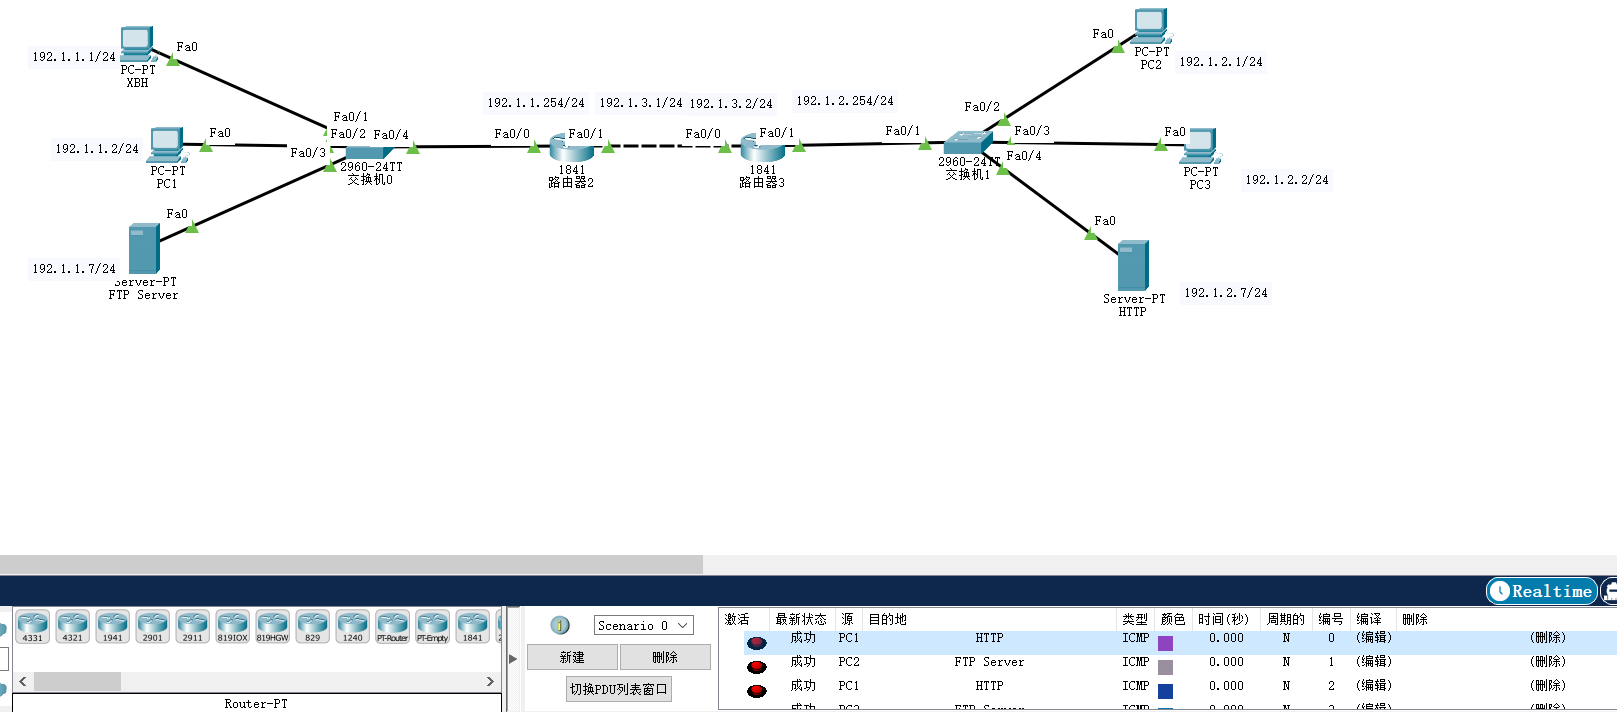 192.1.1.1/24
Fa0
PC-PT
XBH
192.1.1.2/24
Fa0
PC-PT
PC1
192.1.1.7/24
Fa0
Server-PT
FTP Server
Fa0/1
Fa0/2
Fa0/4
Fa0/3
2960-24TT
交换机0
192.1.1.254/24
192.1.3.1/24
192.1.3.2/24
192.1.2.254/24
Fa0/0
Fa0/1
1841
路由器2
Fa0/0
Fa0/1
1841
路由器3
Fa0/1
Fa0/2
Fa0/3
Fa0/4
2960-24TT
交换机1
Fa0
PC-PT
PC2
192.1.2.1/24
Fa0
PC-PT
PC3
192.1.2.2/24
Fa0
Server-PT
HTTP
192.1.2.7/24
Realtime
4331
4321
1941
2901
2911
819IOX
819HGW
829
1240
PT-Router
PT-Empty
1841
Router-PT
Scenario 0
新建
删除
切换PDU列表窗口
激活 最新状态 源 目的地 类型 颜色 时间(秒) 周期的 编号 编译 删除
成功 PC1 HTTP ICMP 0.000 N 0 (编辑) (删除)
成功 PC2 FTP Server ICMP 0.000 N 1 (编辑) (删除)
成功 PC1 HTTP ICMP 0.000 N 2 (编辑) (删除)